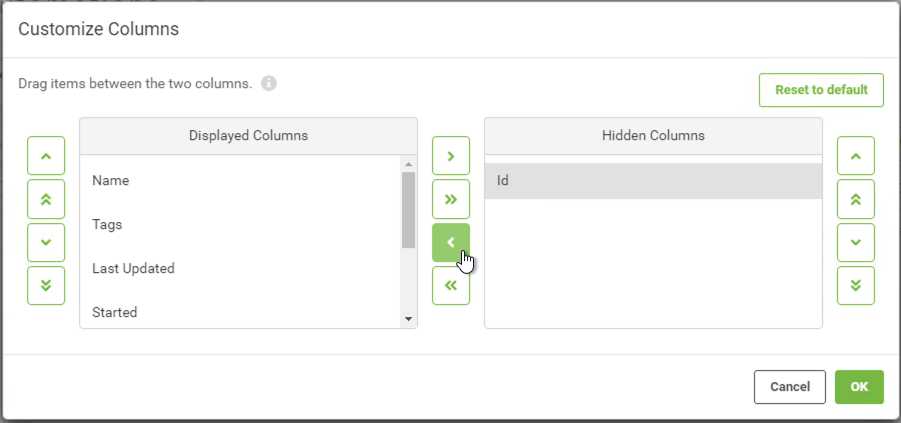 Customize Columns
Drag items between the two columns.
Reset to default
Displayed Columns
Hidden Columns
Name
Id
Tags
Last Updated
Started
Cancel
OK